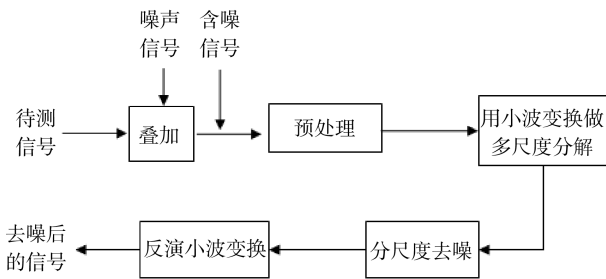 噪声
信号
含噪
信号
待测
信号
叠加
预处理
用小波变换做
多尺度分解
分尺度去噪
反演小波变换
去噪后
的信号